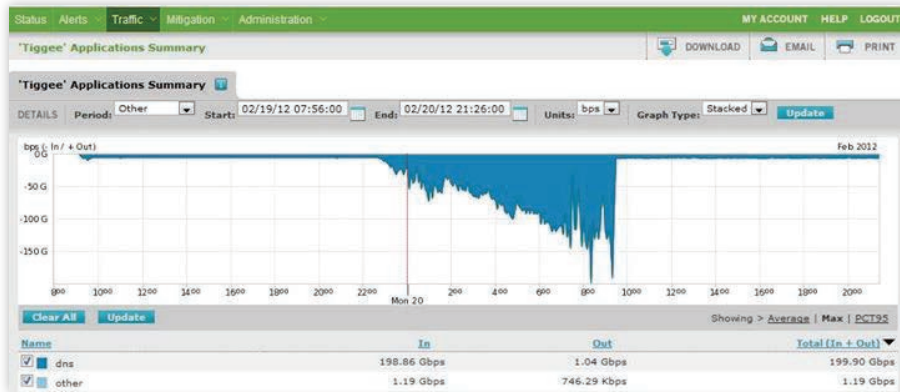 Status Alerts Traffic Mitigation Administration MY ACCOUNT HELP LOGOUT
'Tiggee' Applications Summary DOWNLOAD EMAIL PRINT
'Tiggee' Applications Summary
DETAILS Period: Other Start: 02/19/12 07:56:00 End: 02/20/12 21:26:00 Units: bps Graph Type: Stacked Update
bps (- In / + Out) Feb 2012
0G
-50 G
-100 G
-150 G
800 1000 1200 1400 1600 1800 2000 2200 200 400 600 800 1000 1200 1400 1600 1800 2000
Mon 20
Clear All Update Showing > Average | Max | PCT95
Name In Out Total (In + Out)
dns 198.86 Gbps 1.04 Gbps 199.90 Gbps
other 1.19 Gbps 746.29 Kbps 1.19 Gbps